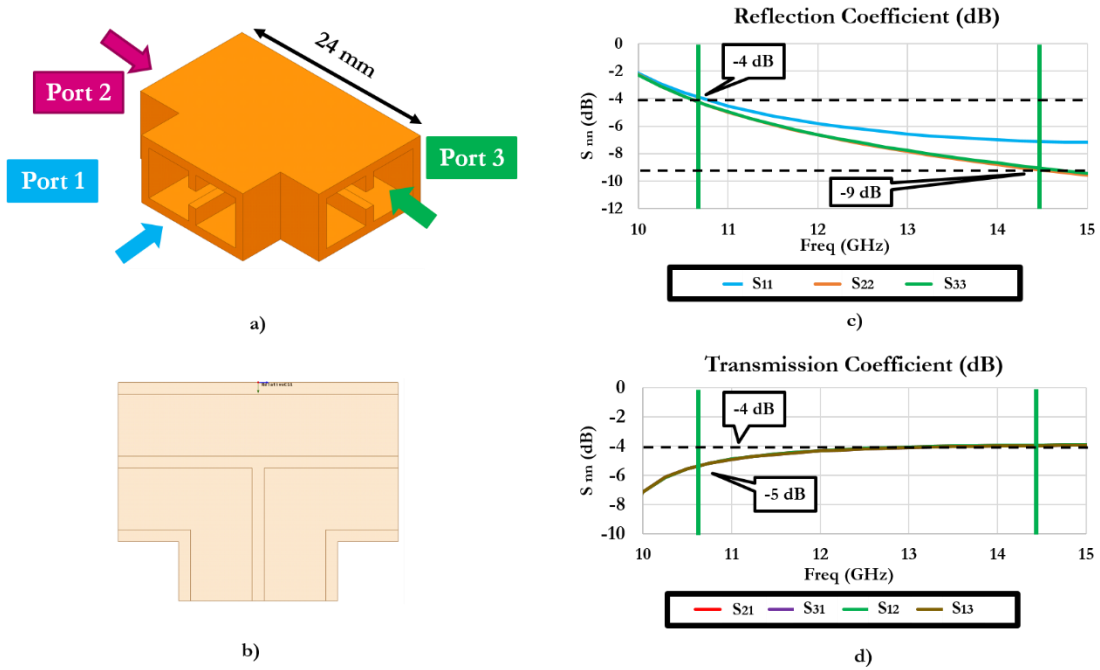 a)
24 mm
Port 2
Port 1
Port 3
Reflection Coefficient (dB)
S nn (dB)
0
-2
-4
-6
-8
-10
-12
-4 dB
-9 dB
10 11 12 13 14 15
Freq (GHz)
S11 S22 S33
c)
b)
Transmission Coefficient (dB)
S nn (dB)
0
-2
-4
-6
-8
-10
-4 dB
-5 dB
10 11 12 13 14 15
Freq (GHz)
S21 S31 S12 S13
d)